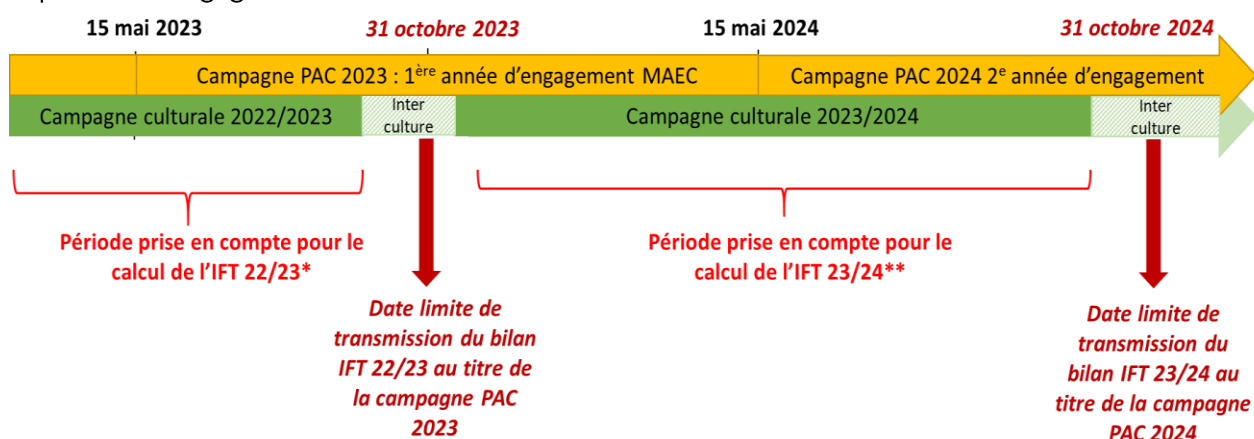 15 mai 2023
31 octobre 2023
15 mai 2024
31 octobre 2024
Campagne PAC 2023 : 1ère année d'engagement MAEC
Campagne PAC 2024 2e année d'engagement
Campagne culturale 2022/2023
Inter
culture
Campagne culturale 2023/2024
Inter
culture
Période prise en compte pour le
calcul de l'IFT 22/23*
Période prise en compte pour le
calcul de l'IFT 23/24**
Date limite de
transmission du bilan
IFT 22/23 au titre de
la campagne PAC
2023
Date limite de
transmission du
bilan IFT 23/24 au
titre de la campagne
PAC 2024